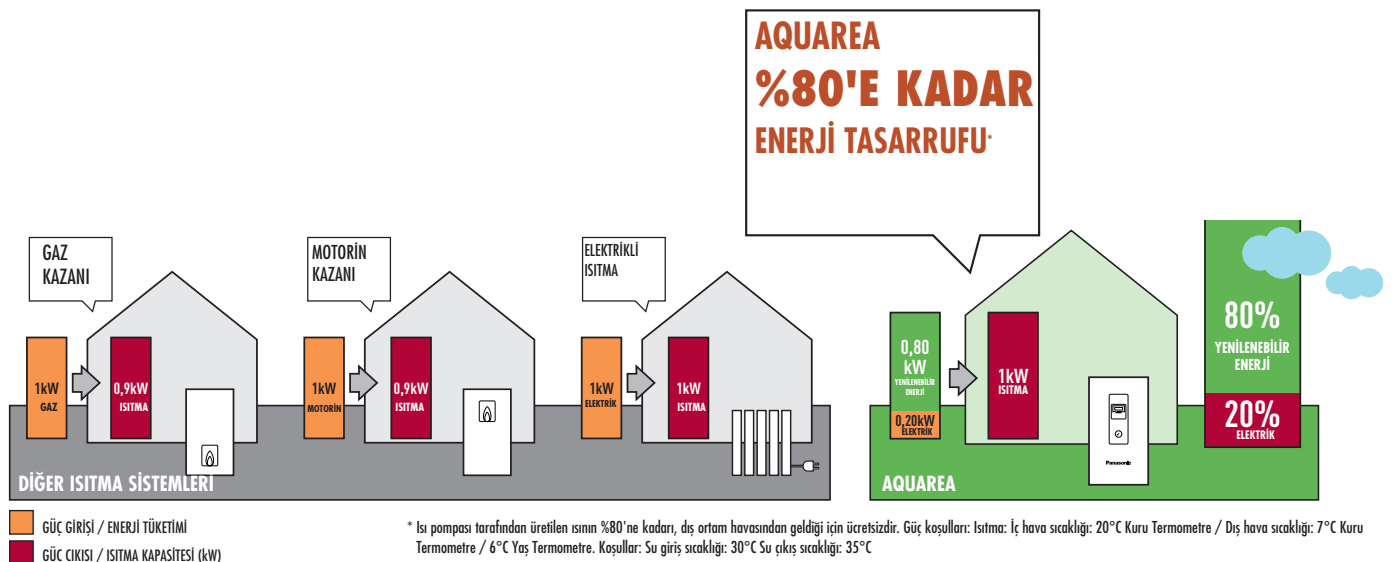 AQUAREA
%80'E KADAR
ENERJİ TASARRUFU*
GAZ
KAZANI
MOTORİN
KAZANI
ELEKTRİKLİ
ISITMA
1kW
GAZ
0,9kW
ISITMA
1kW
MOTORİN
0,9kW
ISITMA
1kW
ELEKTRİK
1kW
ISITMA
0,80
kW
YENİLENEBİLİR
ENERJİ
0,20kW
ELEKTRİK
1kW
ISITMA
Panasonic
80%
YENİLENEBİLİR
ENERJİ
20%
ELEKTRİK
DİĞER ISITMA SİSTEMLERİ
AQUAREA
GÜÇ GİRİŞİ / ENERJİ TÜKETİMİ
GÜÇ CIKISI / ISITMA KAPASİTESİ (kW)
* Isı pompası tarafından üretilen ısının %80'ne kadarı, dış ortam havasından geldiği için ücretsizdir. Güç koşulları: Isıtma: İç hava sıcaklığı: 20°C Kuru Termometre / Dış hava sıcaklığı: 7°C Kuru
Termometre / 6°C Yaş Termometre. Koşullar: Su giriş sıcaklığı: 30°C Su çıkış sıcaklığı: 35°C